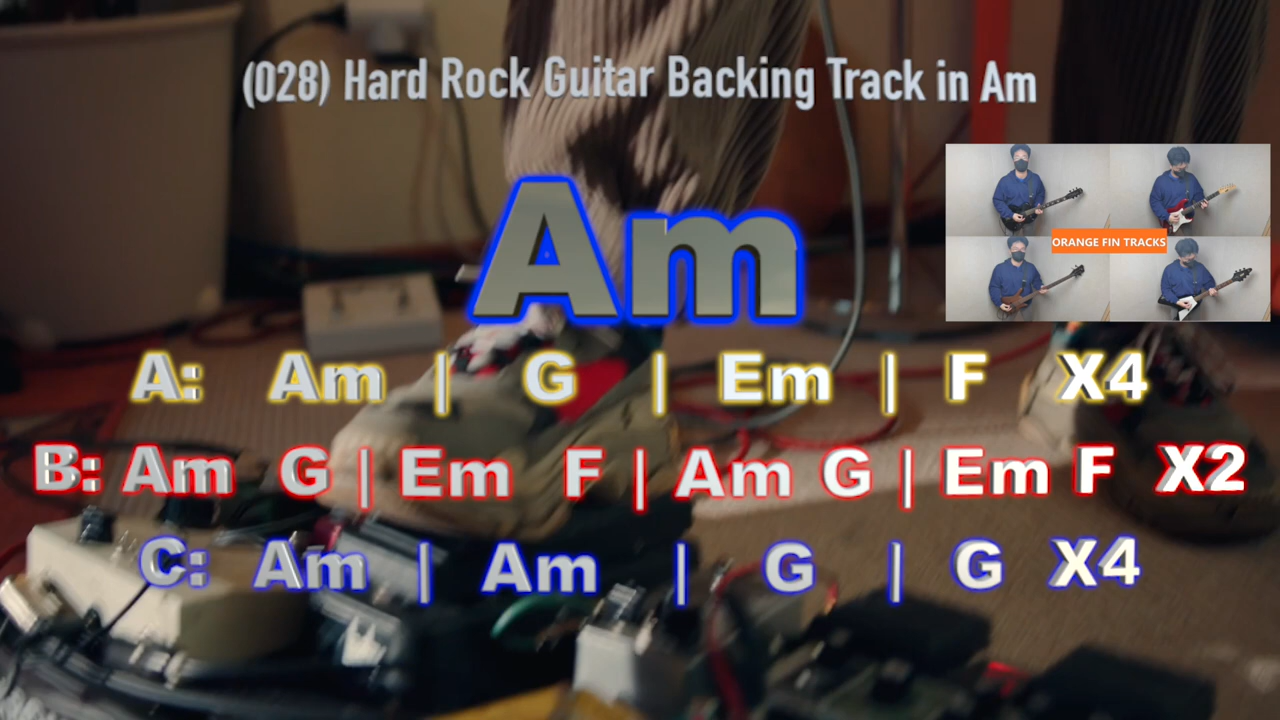 (028) Hard Rock Guitar Backing Track in Am
Am
ORANGE FIN TRACKS
A: Am | G | Em | F X4
B: Am G | Em F | Am G | Em F X2
C: Am | Am | G | G X4